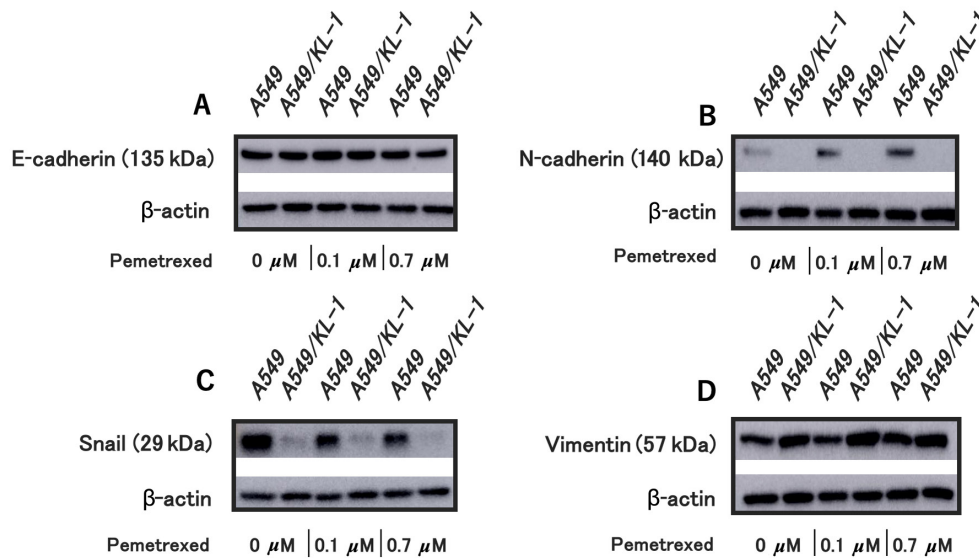 A
A549 A549/KL-1 A549 A549/KL-1 A549 A549/KL-1
E-cadherin (135 kDa)
β-actin
Pemetrexed 0 μM | 0.1 μM | 0.7 μM
B
A549 A549/KL-1 A549 A549/KL-1 A549 A549/KL-1
N-cadherin (140 kDa)
β-actin
Pemetrexed 0 μM | 0.1 μM | 0.7 μM
C
A549 A549/KL-1 A549 A549/KL-1 A549 A549/KL-1
Snail (29 kDa)
β-actin
Pemetrexed 0 μM | 0.1 μM | 0.7 μM
D
A549 A549/KL-1 A549 A549/KL-1 A549 A549/KL-1
Vimentin (57 kDa)
β-actin
Pemetrexed 0 μM | 0.1 μM | 0.7 μM